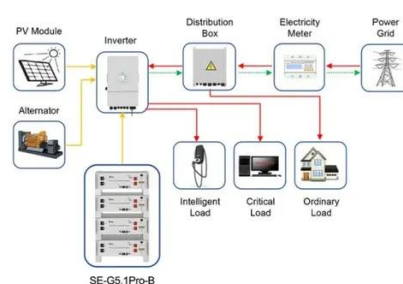 PV Module
Inverter
Distribution
Box
Electricity
Meter
Power
Grid
Alternator
Intelligent
Load
Critical
Load
Ordinary
Load
SE-G5.1Pro-B